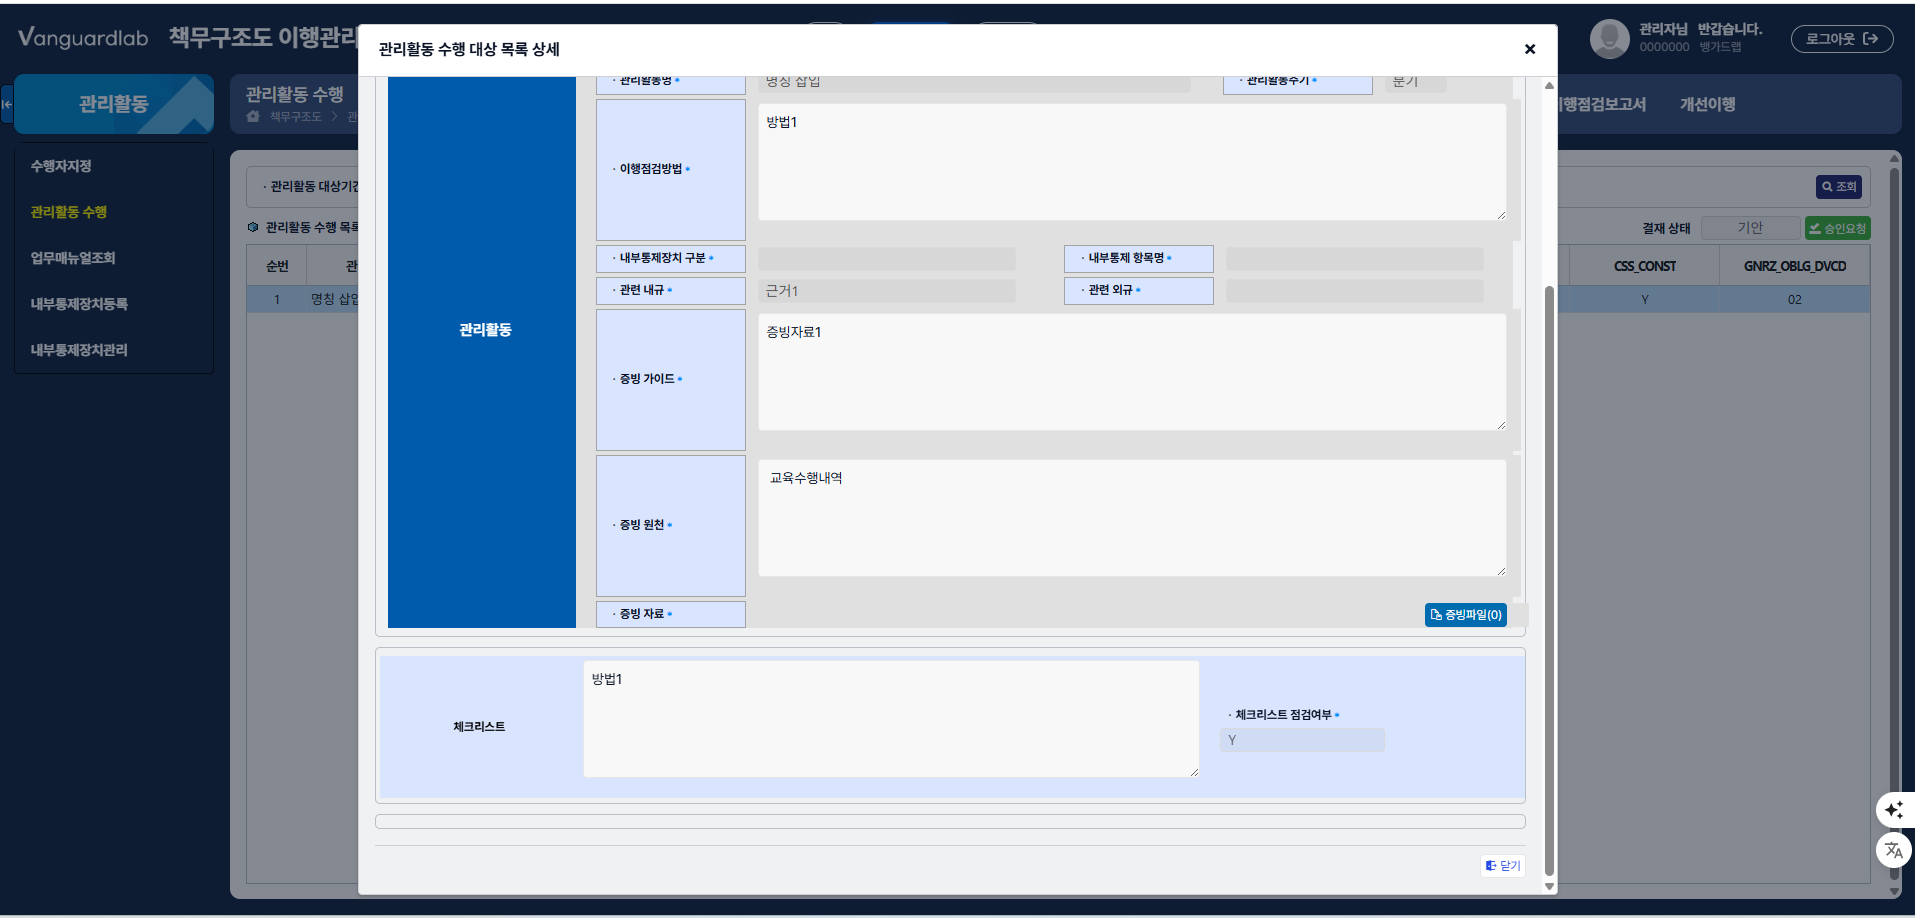 Vanguardlab 책무구조도 이행관리
관리자님 반갑습니다.
0000000 뱅가드랩
로그아웃
관리활동 수행 대상 목록 상세
관리활동
관리활동 수행
책무구조도 > 관
행점검보고서
개선이행
수행자지정
관리활동 수행
업무매뉴얼조회
내부통제장치등록
내부통제장치관리
· 관리활동 대상기간
조회
관리활동 수행 목록
결재 상태
기안
승인요청
순번
관
CSS_CONST
GNRZ_OBLG_DVCD
1
명칭 삽입
Y
02
관리활동
· 관리활동명 *
명칭 삽입
· 관리활동주기 *
분기
· 이행점검방법 *
방법1
· 내부통제장치 구분 *
· 내부통제 항목명 *
· 관련 내규 *
근거1
· 관련 외규 *
· 증빙 가이드 *
증빙자료1
· 증빙 원천 *
교육수행내역
· 증빙 자료 *
증빙파일(0)
체크리스트
방법1
· 체크리스트 점검여부 *
Y
닫기